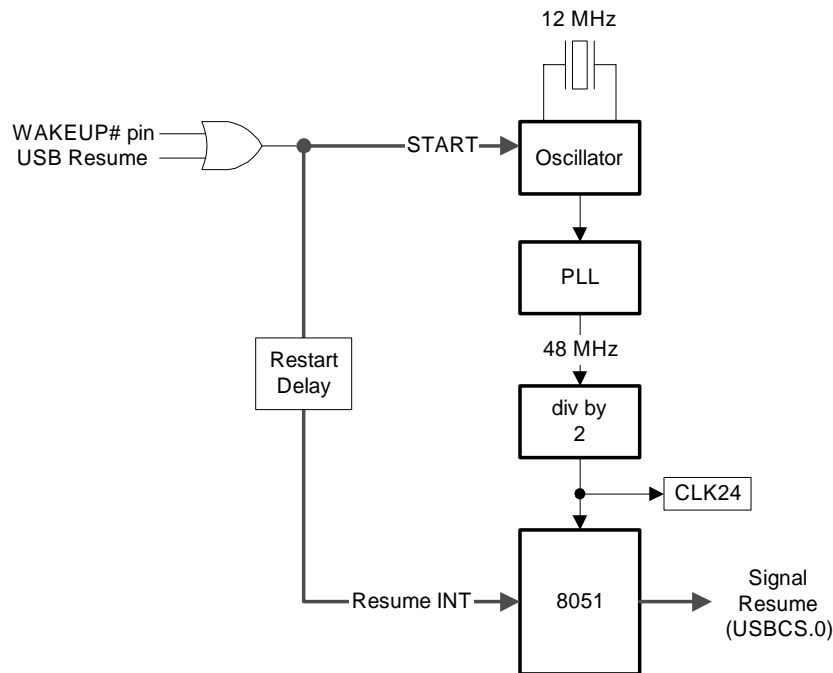 12 MHz
WAKEUP# pin
USB Resume
START
Oscillator
PLL
48 MHz
Restart
Delay
div by
2
CLK24
Resume INT
8051
Signal
Resume
(USBCS.0)